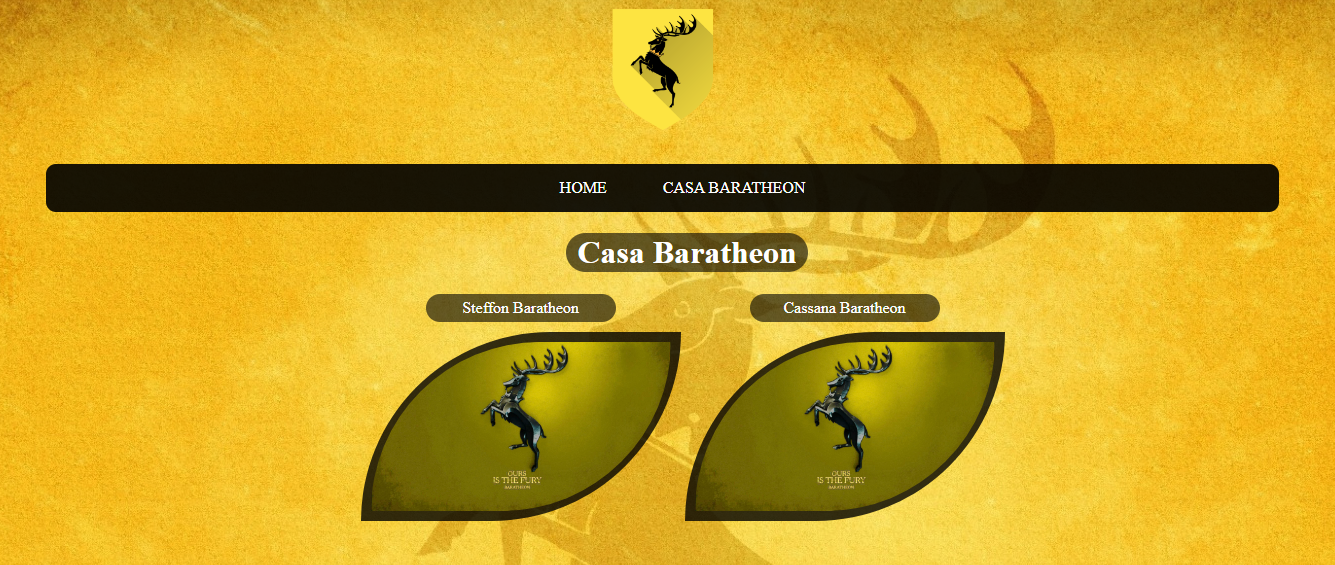 HOME CASA BARATHEON
Casa Baratheon
Steffon Baratheon
Cassana Baratheon
OURS
IS THE FURY
BARATHEON
OURS
IS THE FURY
BARATHEON